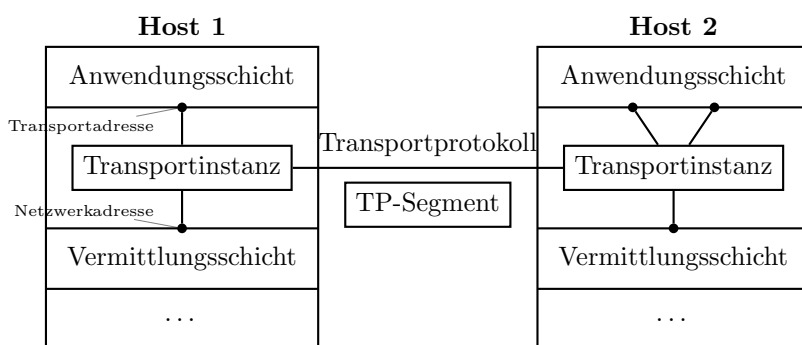 Host 1
Host 2
Anwendungsschicht
Anwendungsschicht
Transportadresse
Transportprotokoll
Transportinstanz
Transportinstanz
TP-Segment
Netzwerkadresse
Vermittlungsschicht
Vermittlungsschicht
...
...